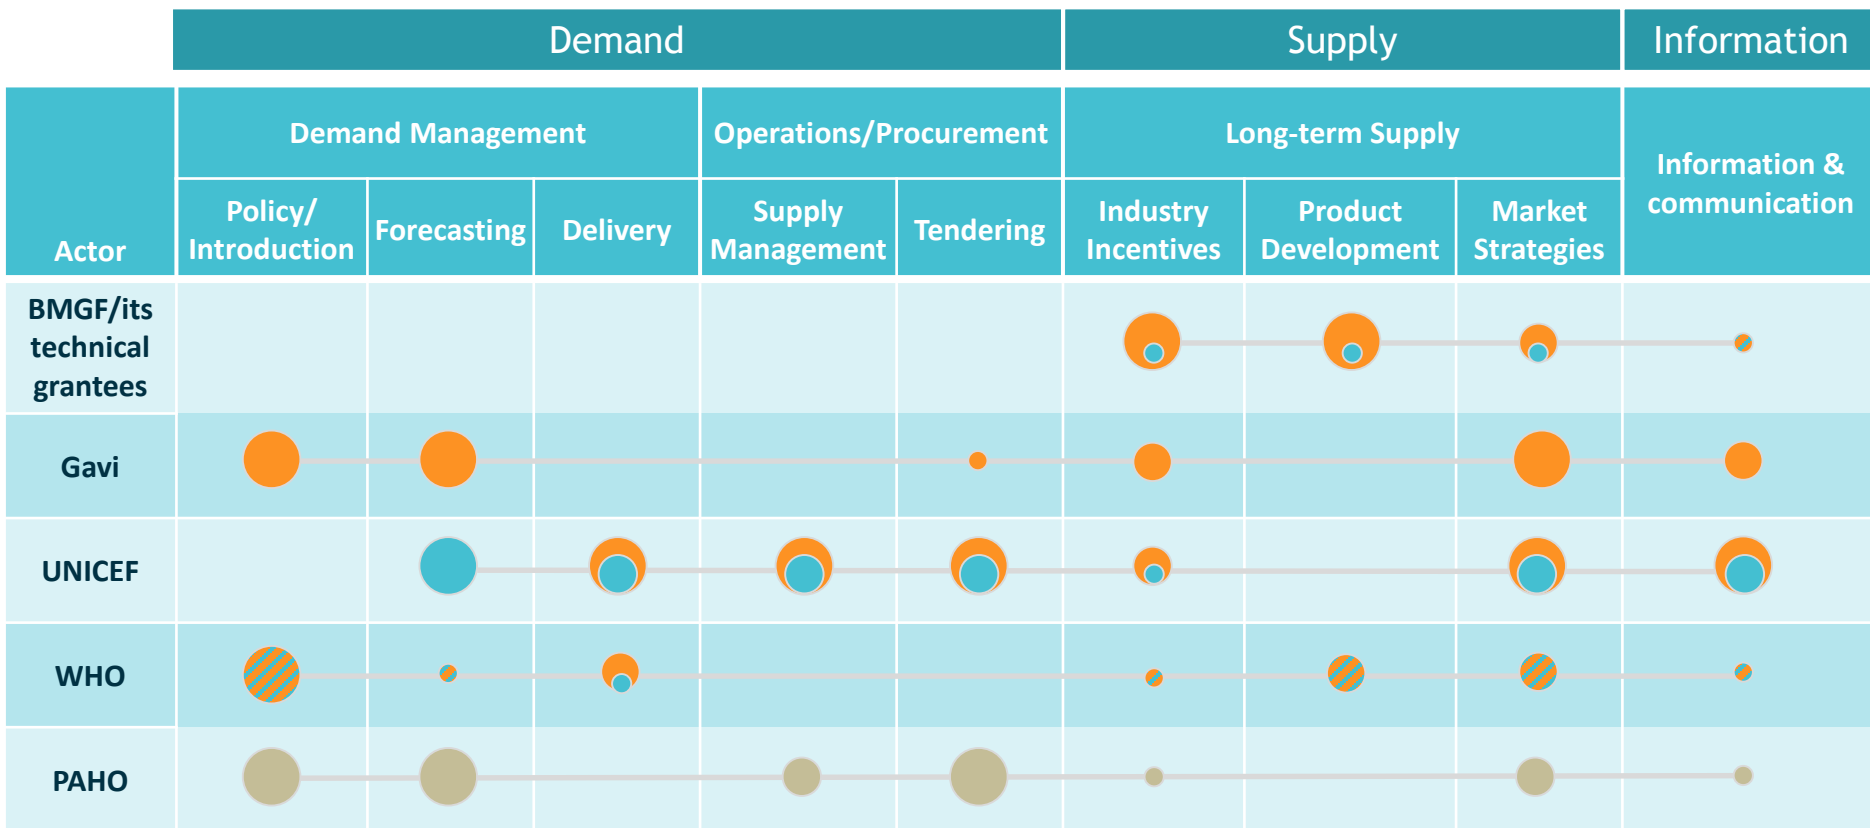 Demand
Supply
Information
Demand Management
Operations/Procurement
Long-term Supply
Information &
communication
Actor
Policy/
Introduction
Forecasting
Delivery
Supply
Management
Tendering
Industry
Incentives
Product
Development
Market
Strategies
BMGF/its
technical
grantees
Gavi
UNICEF
WHO
PAHO